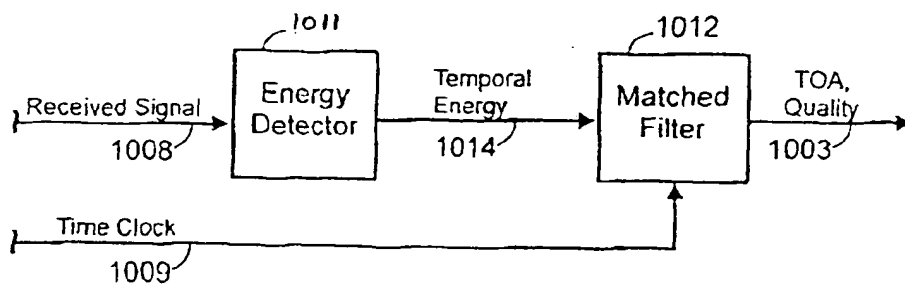 1011
1012
Received Signal
1008
Energy
Detector
Temporal
Energy
1014
Matched
Filter
TOA,
Quality
1003
Time Clock
1009